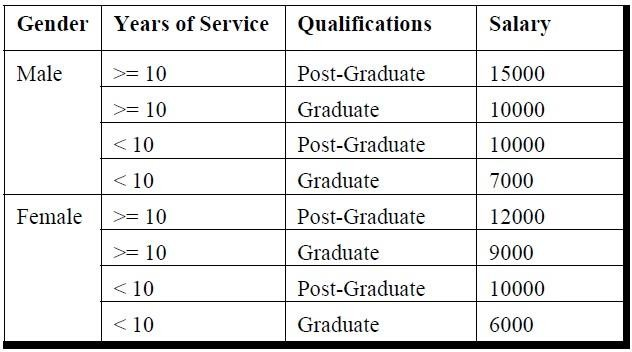 Gender Years of Service Qualifications Salary
Male >= 10 Post-Graduate 15000
>= 10 Graduate 10000
< 10 Post-Graduate 10000
< 10 Graduate 7000
Female >= 10 Post-Graduate 12000
>= 10 Graduate 9000
< 10 Post-Graduate 10000
< 10 Graduate 6000